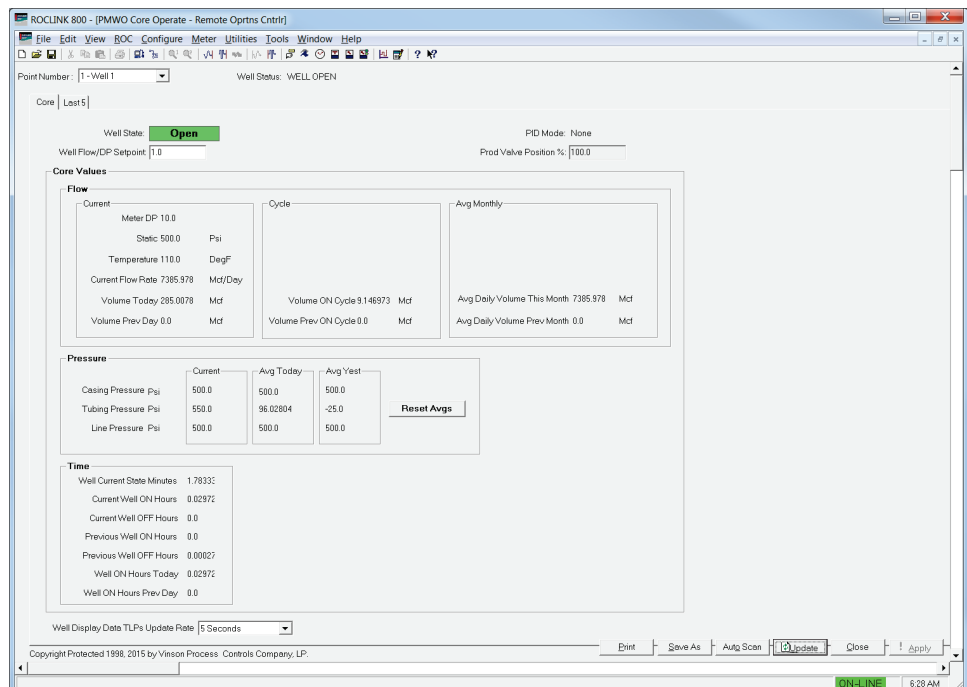 ROCLINK 800 - [PMWO Core Operate - Remote Oprtns Cntrlr]
File Edit View ROC Configure Meter Utilities Tools Window Help
Point Number : 1 - Well 1 Well Status: WELL OPEN
Core Last 5
Well State: Open PID Mode: None
Well Flow/DP Setpoint: 1.0 Prod Valve Position %: 100.0
Core Values
Flow
Current Cycle Avg Monthly
Meter DP 10.0
Static 500.0 Psi
Temperature 110.0 DegF
Current Flow Rate 7385.978 Mcf/Day
Volume Today 285.0078 Mcf Volume ON Cycle 9.146973 Mcf Avg Daily Volume This Month 7385.978 Mcf
Volume Prev Day 0.0 Mcf Volume Prev ON Cycle 0.0 Mcf Avg Daily Volume Prev Month 0.0 Mcf
Pressure
Current Avg Today Avg Yest
Casing Pressure Psi 500.0 500.0 500.0
Tubing Pressure Psi 550.0 96.02804 -25.0 Reset Avgs
Line Pressure Psi 500.0 500.0 500.0
Time
Well Current State Minutes 1.78333
Current Well ON Hours 0.02972
Current Well OFF Hours 0.0
Previous Well ON Hours 0.0
Previous Well OFF Hours 0.00027
Well ON Hours Today 0.02972
Well ON Hours Prev Day 0.0
Well Display Data TLPs Update Rate 5 Seconds
Copyright Protected 1998, 2015 by Vinson Process Controls Company, LP. Print Save As Auto Scan Update Close ! Apply
ON-LINE 6:28 AM